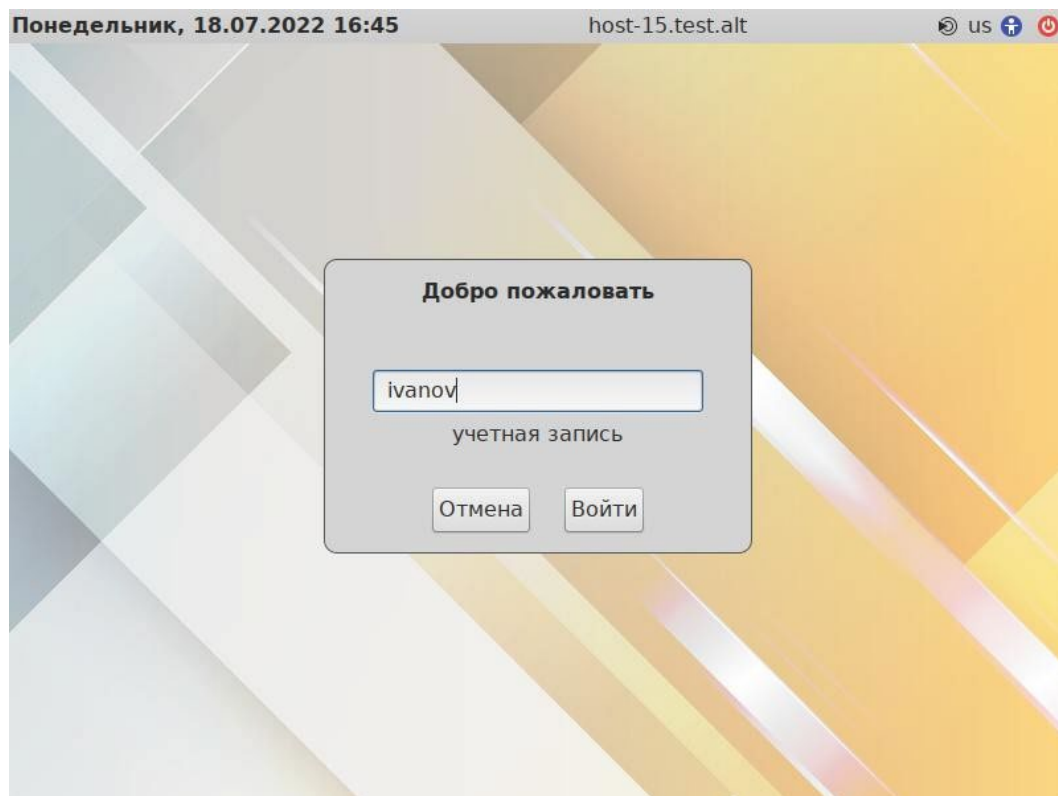 Понедельник, 18.07.2022 16:45 host-15.test.alt us
Добро пожаловать
ivanov
учетная запись
Отмена Войти